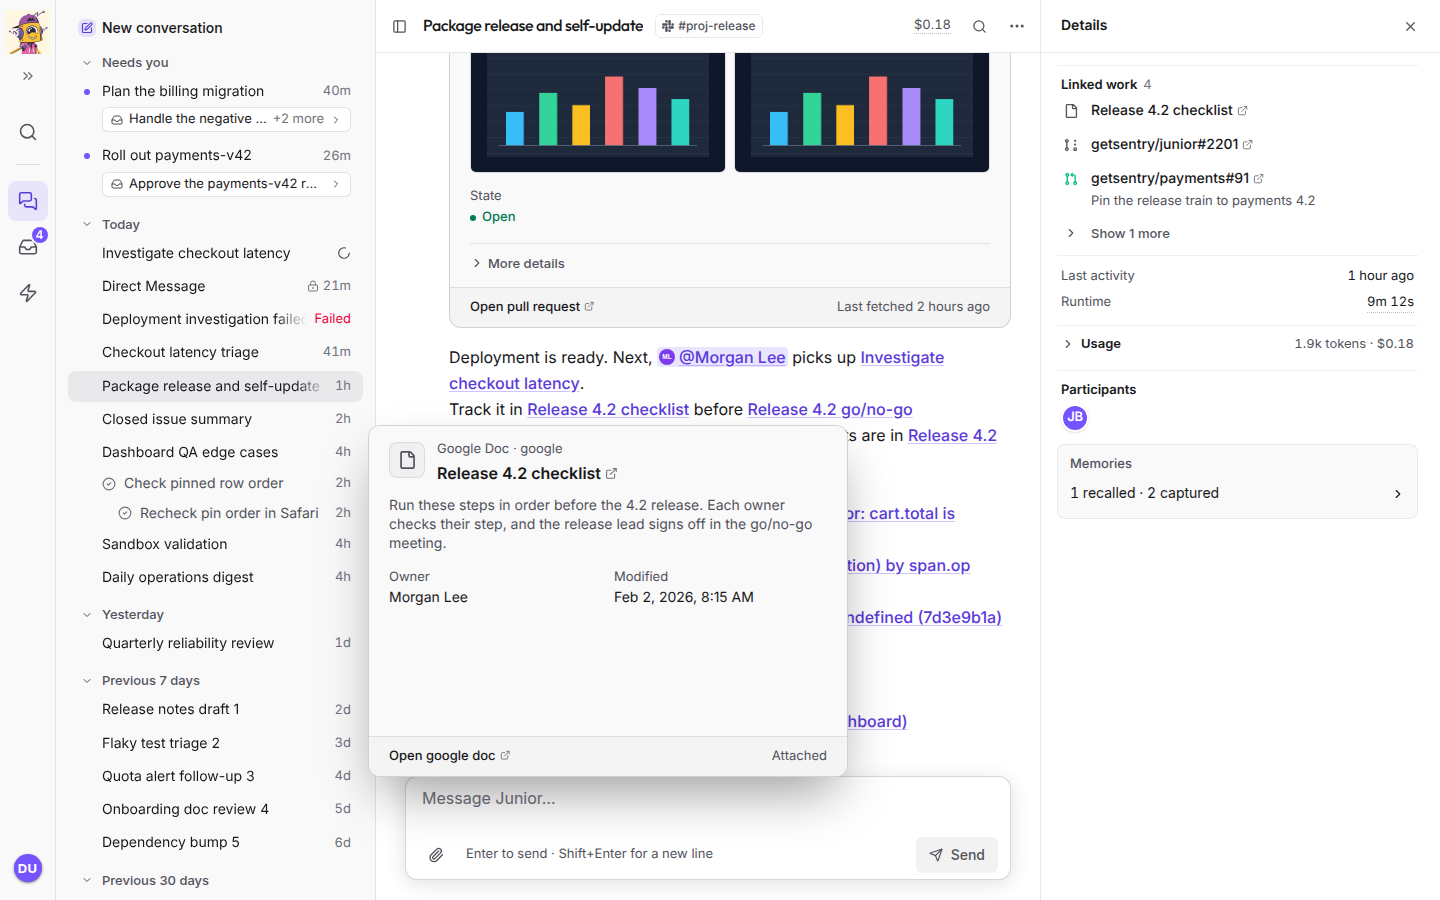 New conversation
Needs you
Plan the billing migration 40m
Handle the negative ... +2 more
Roll out payments-v42 26m
Approve the payments-v42 r...
Today
Investigate checkout latency
Direct Message 21m
Deployment investigation failed Failed
Checkout latency triage 41m
Package release and self-update 1h
Closed issue summary 2h
Dashboard QA edge cases 2h
Check pinned row order 2h
Recheck pin order in Safari 2h
Sandbox validation 4h
Daily operations digest 4h
Yesterday
Quarterly reliability review 1d
Previous 7 days
Release notes draft 1 2d
Flaky test triage 2 3d
Quota alert follow-up 3 4d
Onboarding doc review 4 5d
Dependency bump 5 6d
Previous 30 days
4
DU
Package release and self-update #proj-release $0.18
State
Open
More details
Open pull request Last fetched 2 hours ago
Deployment is ready. Next, ML @Morgan Lee picks up Investigate
checkout latency.
Track it in Release 4.2 checklist before Release 4.2 go/no-go
s are in Release 4.2
or: cart.total is
tion) by span.op
ndefined (7d3e9b1a)
hboard)
Google Doc · google
Release 4.2 checklist
Run these steps in order before the 4.2 release. Each owner
checks their step, and the release lead signs off in the go/no-go
meeting.
Owner Modified
Morgan Lee Feb 2, 2026, 8:15 AM
Open google doc Attached
Message Junior...
Enter to send · Shift+Enter for a new line
Send
Details
Linked work 4
Release 4.2 checklist
getsentry/junior#2201
getsentry/payments#91
Pin the release train to payments 4.2
Show 1 more
Last activity 1 hour ago
Runtime 9m 12s
Usage 1.9k tokens · $0.18
Participants
JB
Memories
1 recalled · 2 captured